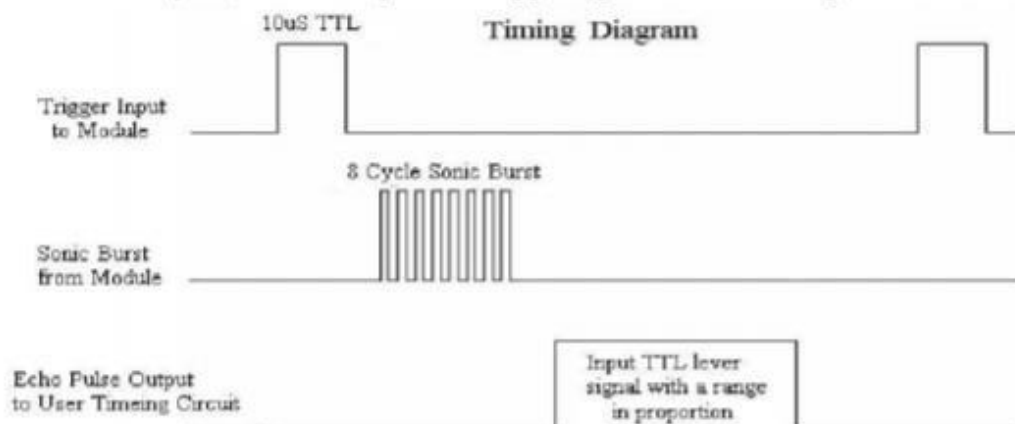 10uS TTL
Timing Diagram
Trigger Input
to Module
8 Cycle Sonic Burst
Sonic Burst
from Module
Input TTL lever
signal with a range
in proportion
Echo Pulse Output
to User Timeing Circuit